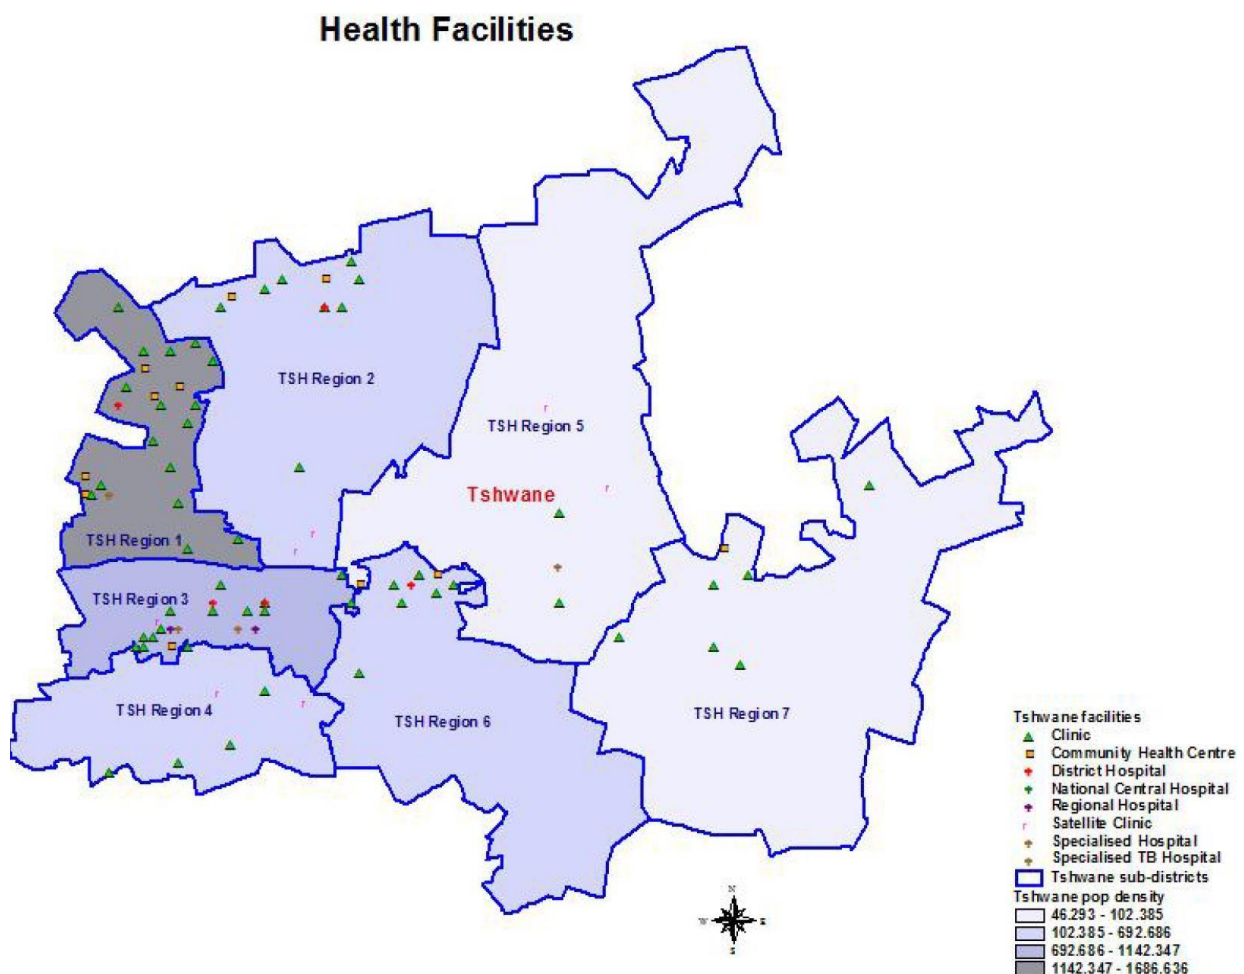 Health Facilities
TSH Region 2
TSH Region 5
Tshwane
TSH Region 1
TSH Region 3
TSH Region 4
TSH Region 6
TSH Region 7
Tshwane facilities
Clinic
Community Health Centre
District Hospital
National Central Hospital
Regional Hospital
r Satellite Clinic
Specialised Hospital
Specialised TB Hospital
Tshwane sub-districts
Tshwane pop density
46.293 - 102.385
102.385 - 692.686
692.686 - 1142.347
1142.347 - 1686.636
N
W E
S